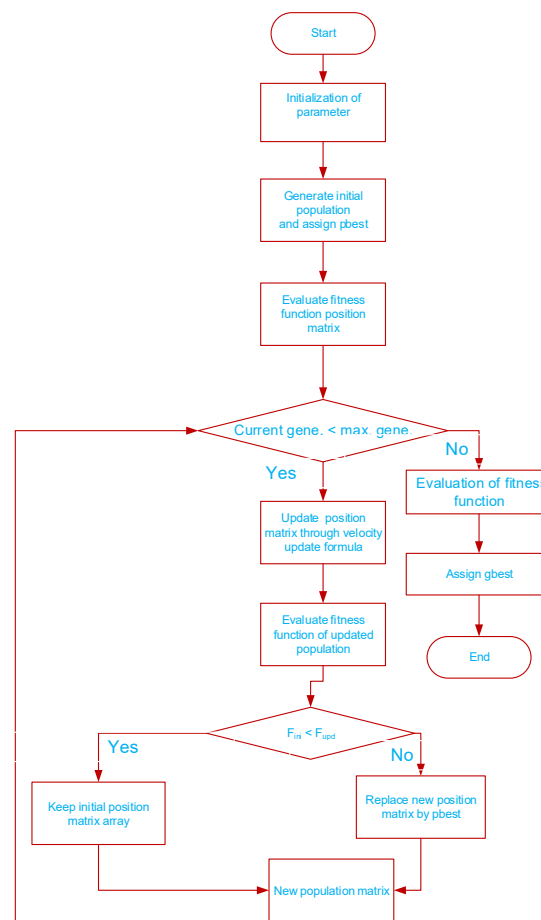 Start
Initialization of
parameter
Generate initial
population
and assign pbest
Evaluate fitness
function position
matrix
Current gene. < max. gene.
No
Yes
Evaluation of fitness
function
Update position
matrix through velocity
update formula
Assign gbest
Evaluate fitness
function of updated
population
End
Fini < Fupd
Yes
No
Keep initial position
matrix array
Replace new position
matrix by pbest
New population matrix